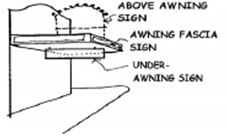 ABOVE AWNING
SIGN
AWNING FASCIA
SIGN
UNDER-
AWNING SIGN